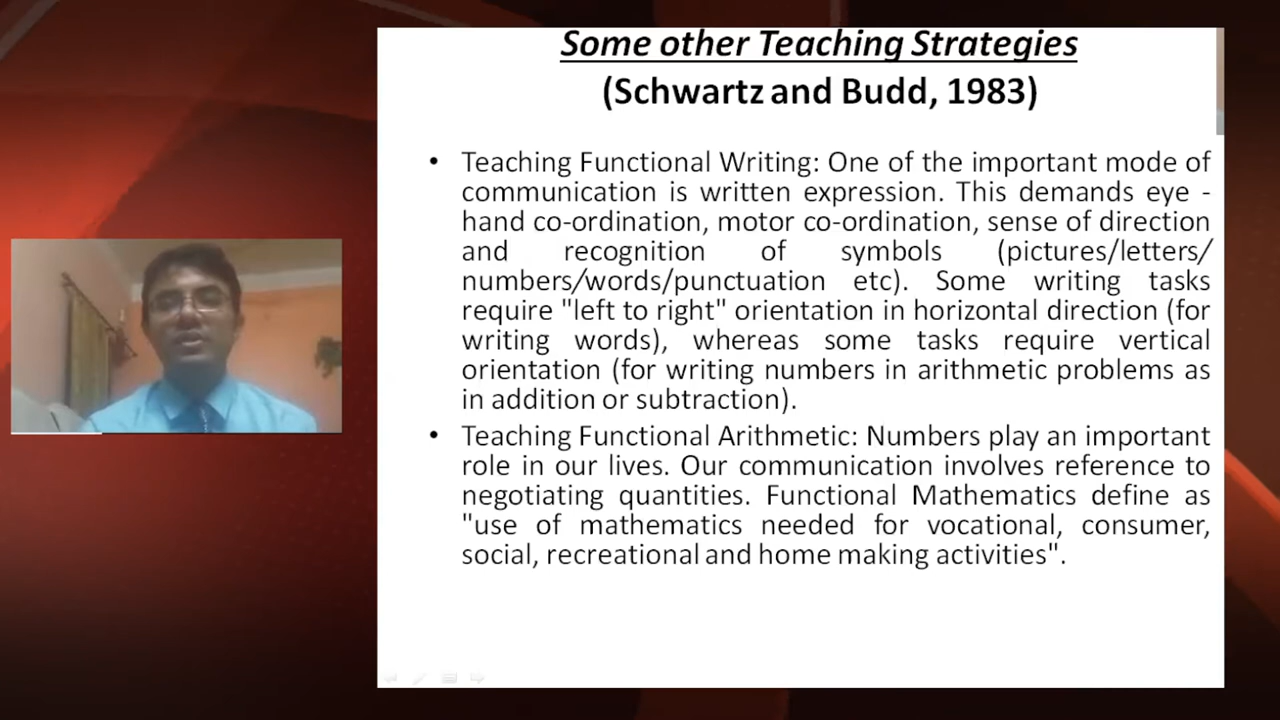 Some other Teaching Strategies
(Schwartz and Budd, 1983)
• Teaching Functional Writing: One of the important mode of
communication is written expression. This demands eye -
hand co-ordination, motor co-ordination, sense of direction
and recognition of symbols (pictures/letters/
numbers/words/punctuation etc). Some writing tasks
require "left to right" orientation in horizontal direction (for
writing words), whereas some tasks require vertical
orientation (for writing numbers in arithmetic problems as
in addition or subtraction).
• Teaching Functional Arithmetic: Numbers play an important
role in our lives. Our communication involves reference to
negotiating quantities. Functional Mathematics define as
"use of mathematics needed for vocational, consumer,
social, recreational and home making activities".